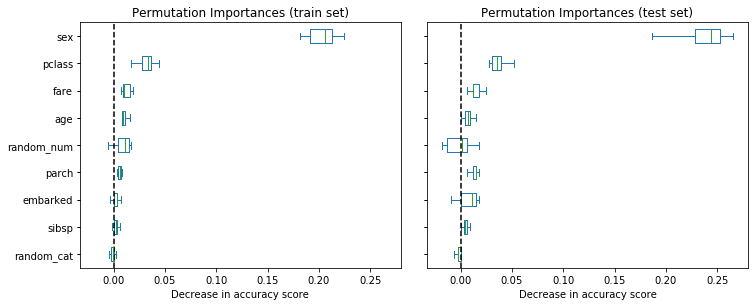 Permutation Importances (train set)
Permutation Importances (test set)
sex
pclass
fare
age
random_num
parch
embarked
sibsp
random_cat
0.00 0.05 0.10 0.15 0.20 0.25
0.00 0.05 0.10 0.15 0.20 0.25
Decrease in accuracy score
Decrease in accuracy score